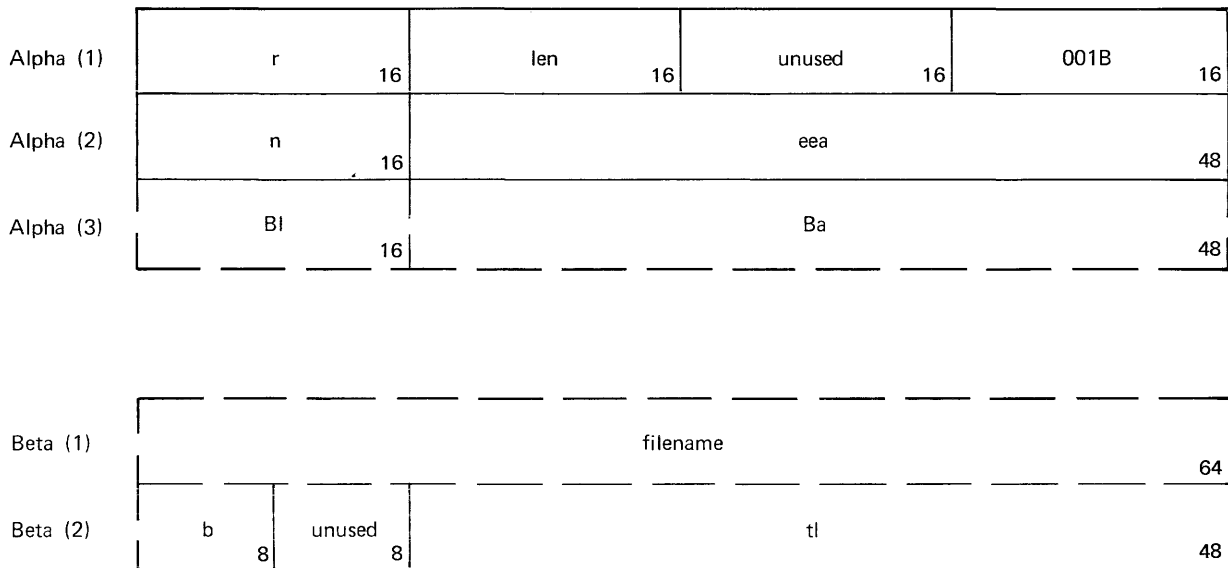 Alpha (1) r 16 len 16 unused 16 001B 16
Alpha (2) n 16 eea 48
Alpha (3) Bl 16 Ba 48
Beta (1) filename 64
Beta (2) b 8 unused 8 tl 48